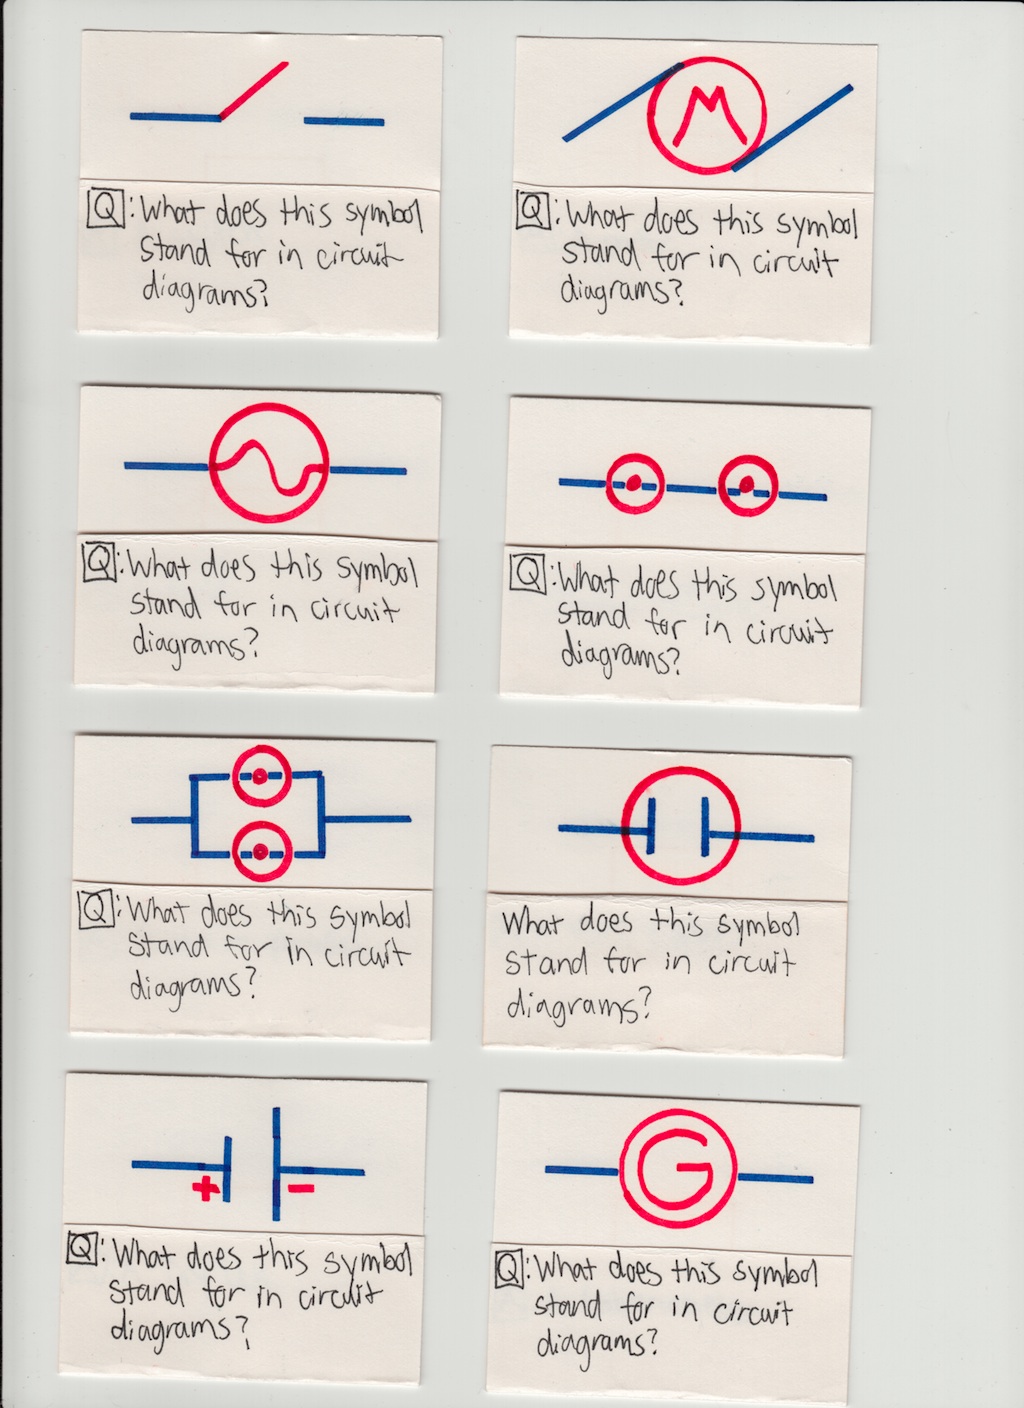 M
Q: What does this symbol
stand for in circuit
diagrams?
Q: What does this symbol
stand for in circuit
diagrams?
Q: What does this symbol
stand for in circuit
diagrams?
Q: What does this symbol
stand for in circuit
diagrams?
Q: What does this symbol
stand for in circuit
diagrams?
What does this symbol
stand for in circuit
diagrams?
+ -
Q: What does this symbol
stand for in circuit
diagrams?
G
Q: What does this symbol
stand for in circuit
diagrams?